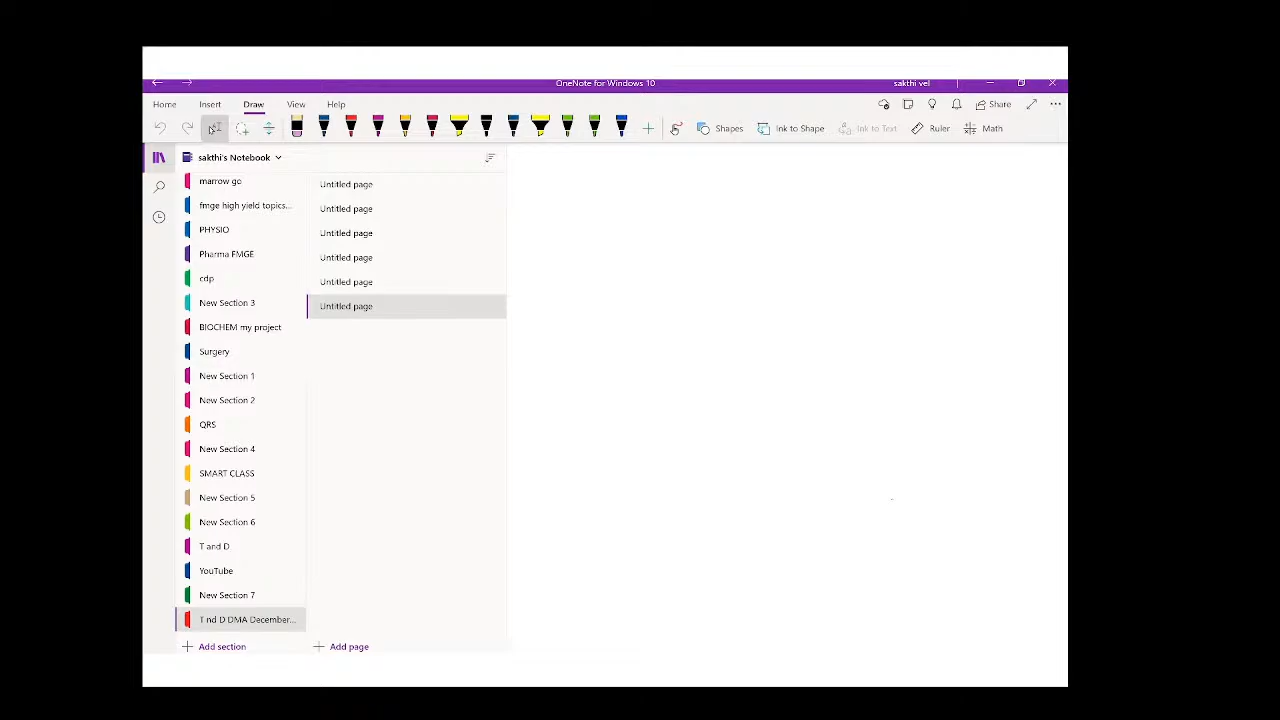 OneNote for Windows 10
sakthi vel
Home Insert Draw View Help
Share
Shapes Ink to Shape Ink to Text Ruler Math
sakthi's Notebook
marrow go
fmge high yield topics...
PHYSIO
Pharma FMGE
cdp
New Section 3
BIOCHEM my project
Surgery
New Section 1
New Section 2
QRS
New Section 4
SMART CLASS
New Section 5
New Section 6
T and D
YouTube
New Section 7
T nd D DMA December...
Add section
Untitled page
Untitled page
Untitled page
Untitled page
Untitled page
Untitled page
Add page